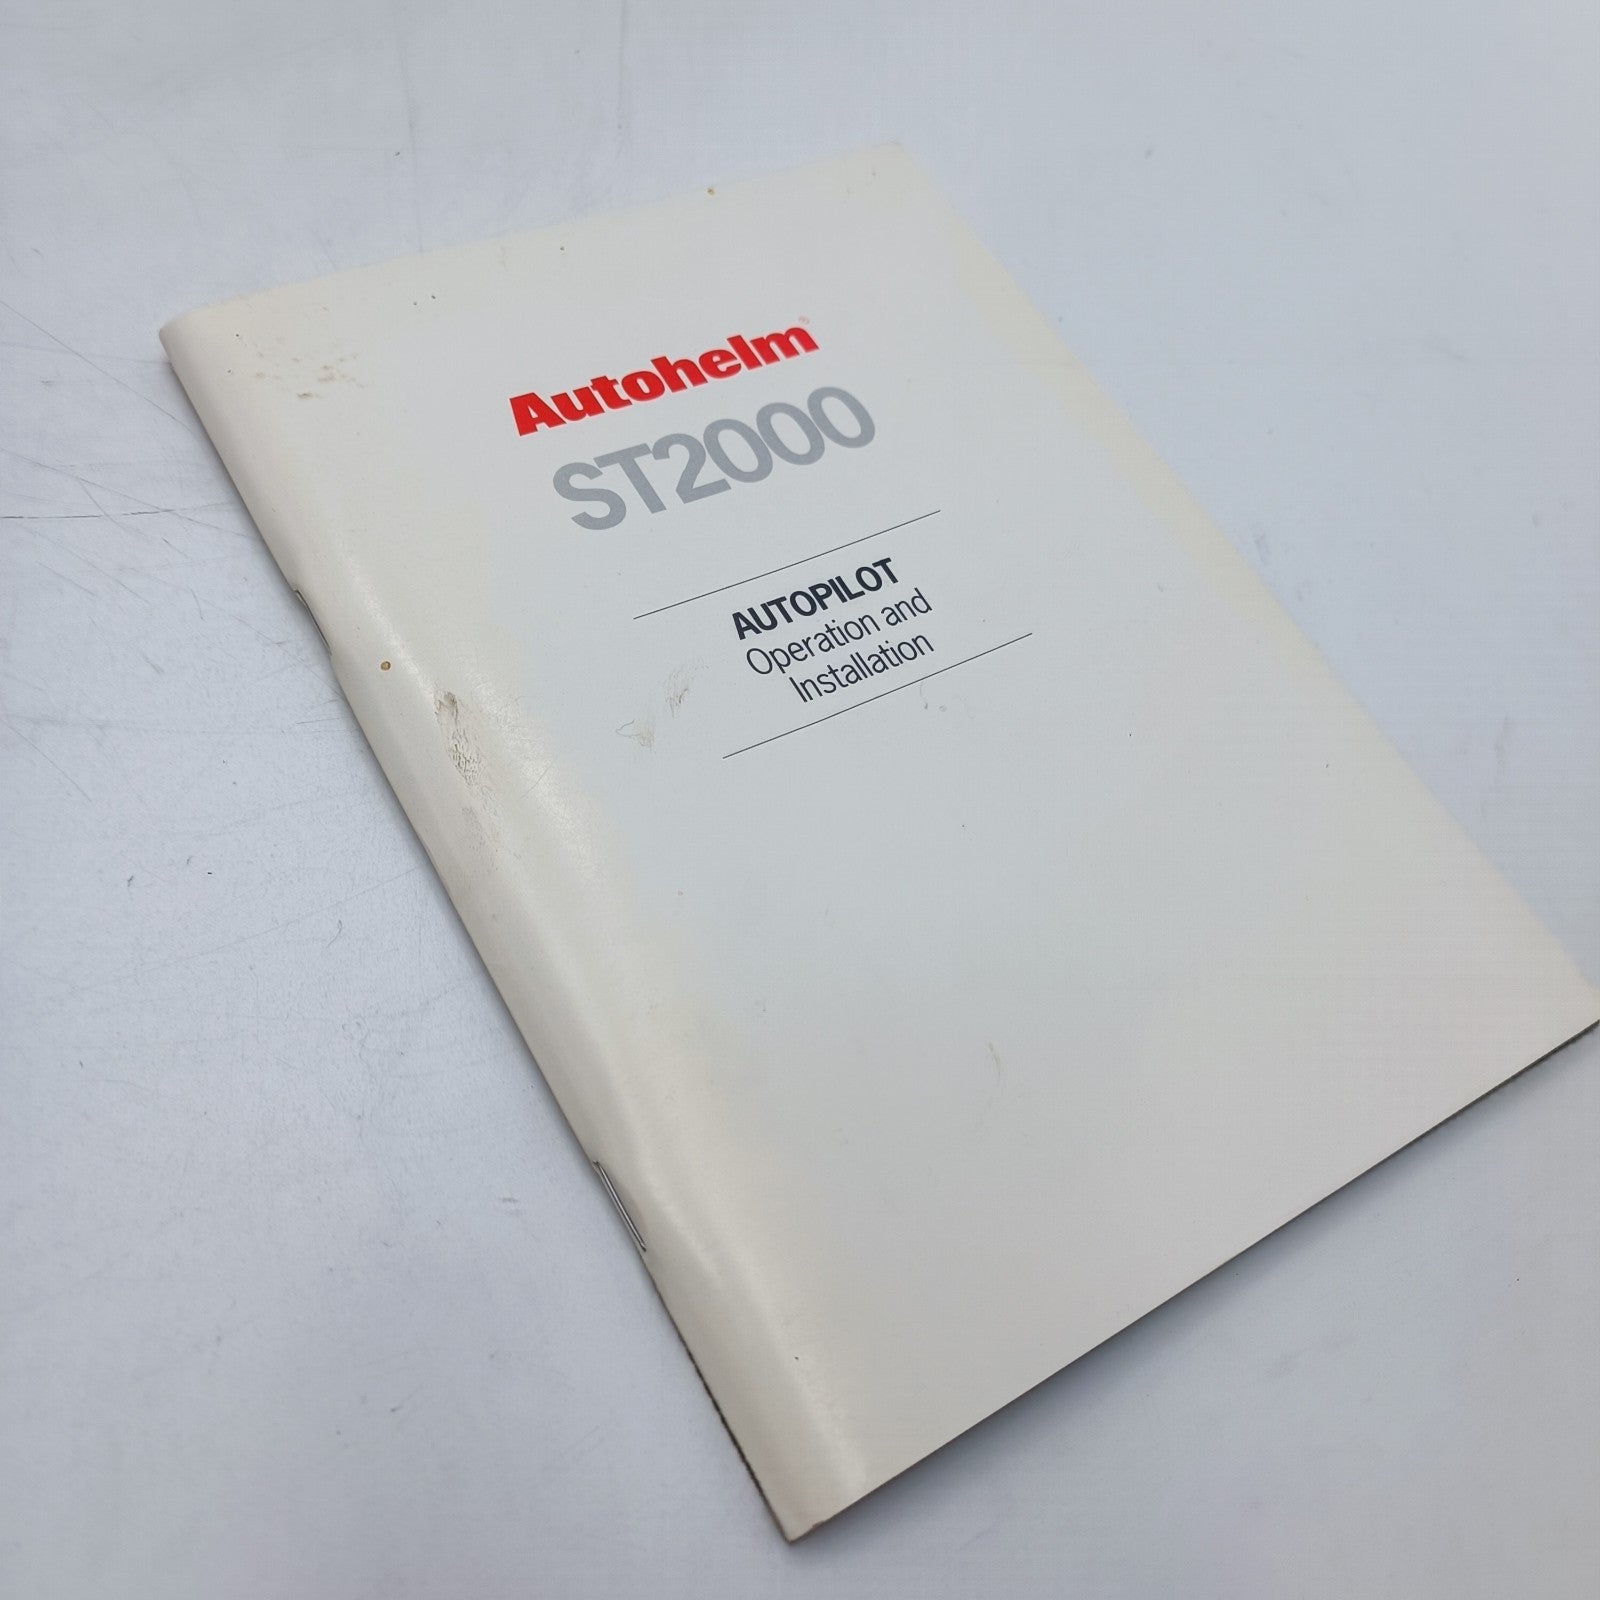 Autohelm®
ST2000
AUTOPILOT
Operation and
Installation